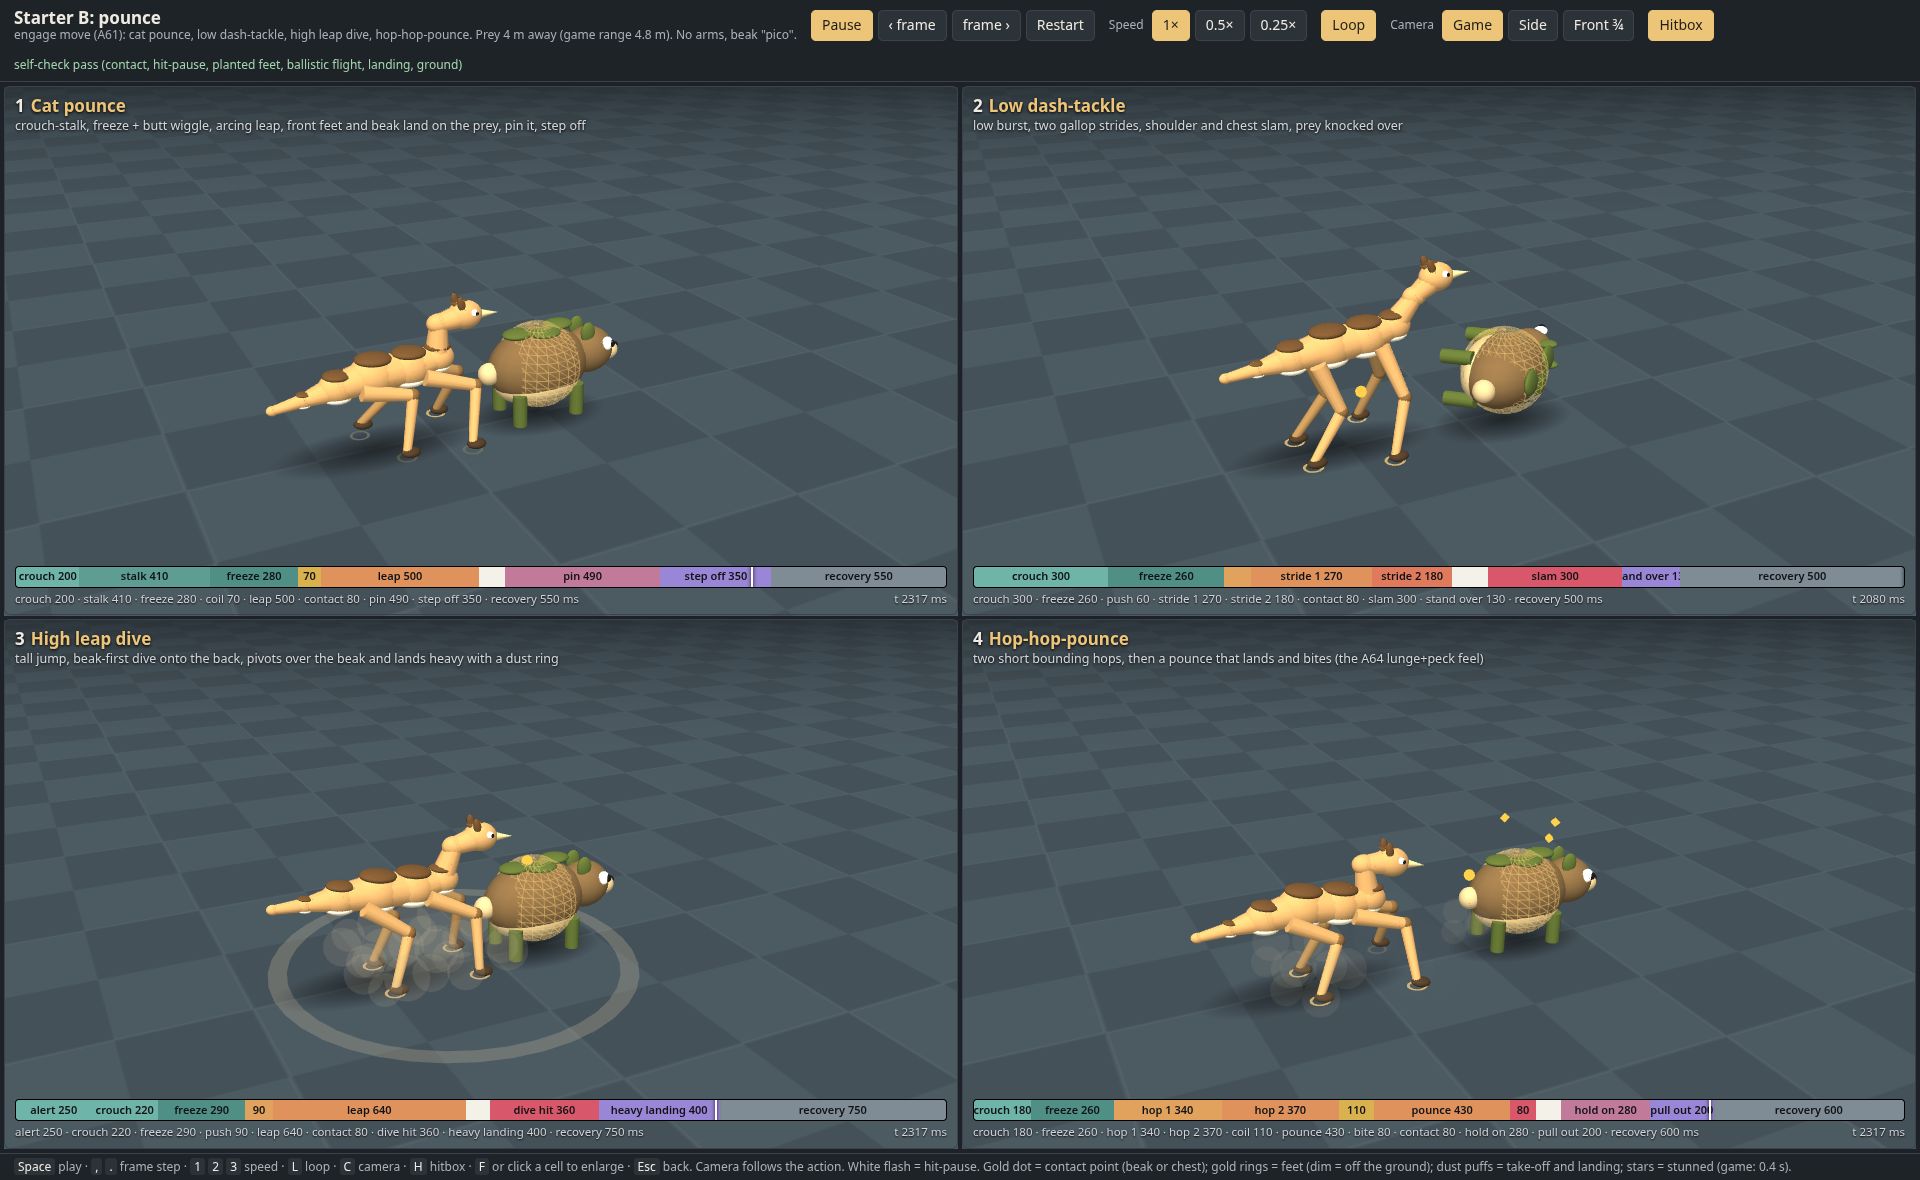 Starter B: pounce
engage move (A61): cat pounce, low dash-tackle, high leap dive, hop-hop-pounce. Prey 4 m away (game range 4.8 m). No arms, beak "pico".
Pause ‹ frame frame › Restart Speed 1× 0.5× 0.25× Loop Camera Game Side Front ¾ Hitbox
self-check pass (contact, hit-pause, planted feet, ballistic flight, landing, ground)
1 Cat pounce
crouch-stalk, freeze + butt wiggle, arcing leap, front feet and beak land on the prey, pin it, step off
crouch 200 stalk 410 freeze 280 70 leap 500 pin 490 step off 350 recovery 550
crouch 200 · stalk 410 · freeze 280 · coil 70 · leap 500 · contact 80 · pin 490 · step off 350 · recovery 550 ms t 2317 ms
2 Low dash-tackle
low burst, two gallop strides, shoulder and chest slam, prey knocked over
crouch 300 freeze 260 stride 1 270 stride 2 180 slam 300 and over 13 recovery 500
crouch 300 · freeze 260 · push 60 · stride 1 270 · stride 2 180 · contact 80 · slam 300 · stand over 130 · recovery 500 ms t 2080 ms
3 High leap dive
tall jump, beak-first dive onto the back, pivots over the beak and lands heavy with a dust ring
alert 250 crouch 220 freeze 290 90 leap 640 dive hit 360 heavy landing 400 recovery 750
alert 250 · crouch 220 · freeze 290 · push 90 · leap 640 · contact 80 · dive hit 360 · heavy landing 400 · recovery 750 ms t 2317 ms
4 Hop-hop-pounce
two short bounding hops, then a pounce that lands and bites (the A64 lunge+peck feel)
crouch 180 freeze 260 hop 1 340 hop 2 370 110 pounce 430 80 hold on 280 pull out 200 recovery 600
crouch 180 · freeze 260 · hop 1 340 · hop 2 370 · coil 110 · pounce 430 · bite 80 · contact 80 · hold on 280 · pull out 200 · recovery 600 ms t 2317 ms
Space play · , . frame step · 1 2 3 speed · L loop · C camera · H hitbox · F or click a cell to enlarge · Esc back. Camera follows the action. White flash = hit-pause. Gold dot = contact point (beak or chest); gold rings = feet (dim = off the ground); dust puffs = take-off and landing; stars = stunned (game: 0.4 s).